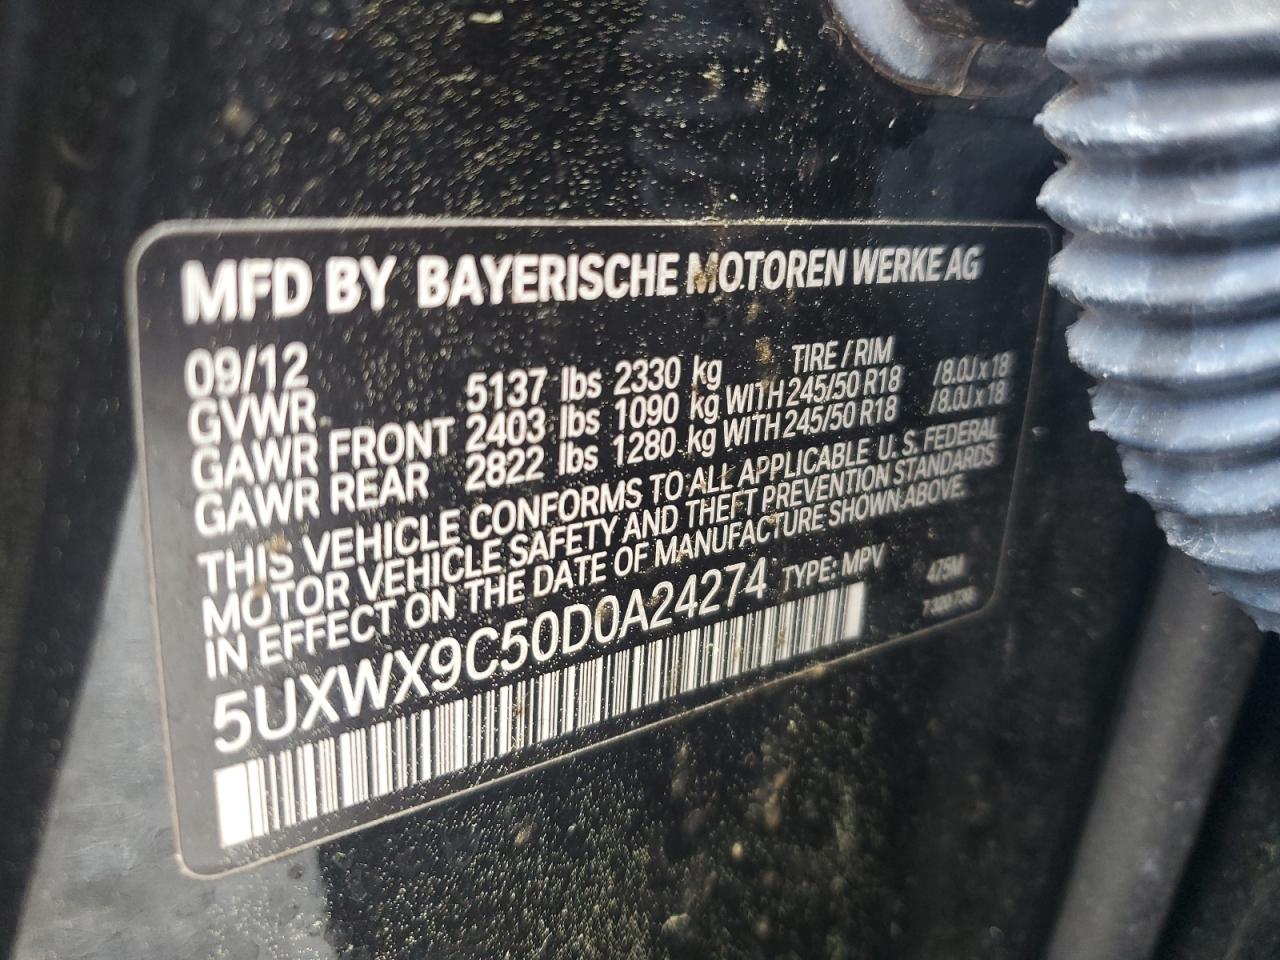 MFD BY BAYERISCHE MOTOREN WERKE AG
09/12 TIRE / RIM
GVWR 5137 lbs 2330 kg
GAWR FRONT 2403 lbs 1090 kg WITH 245/50 R18 /8.0J x 18
GAWR REAR 2822 lbs 1280 kg WITH 245/50 R18 /8.0J x 18
THIS VEHICLE CONFORMS TO ALL APPLICABLE U. S. FEDERAL
MOTOR VEHICLE SAFETY AND THEFT PREVENTION STANDARDS
IN EFFECT ON THE DATE OF MANUFACTURE SHOWN ABOVE.
5UXWX9C50D0A24274 TYPE: MPV 475M